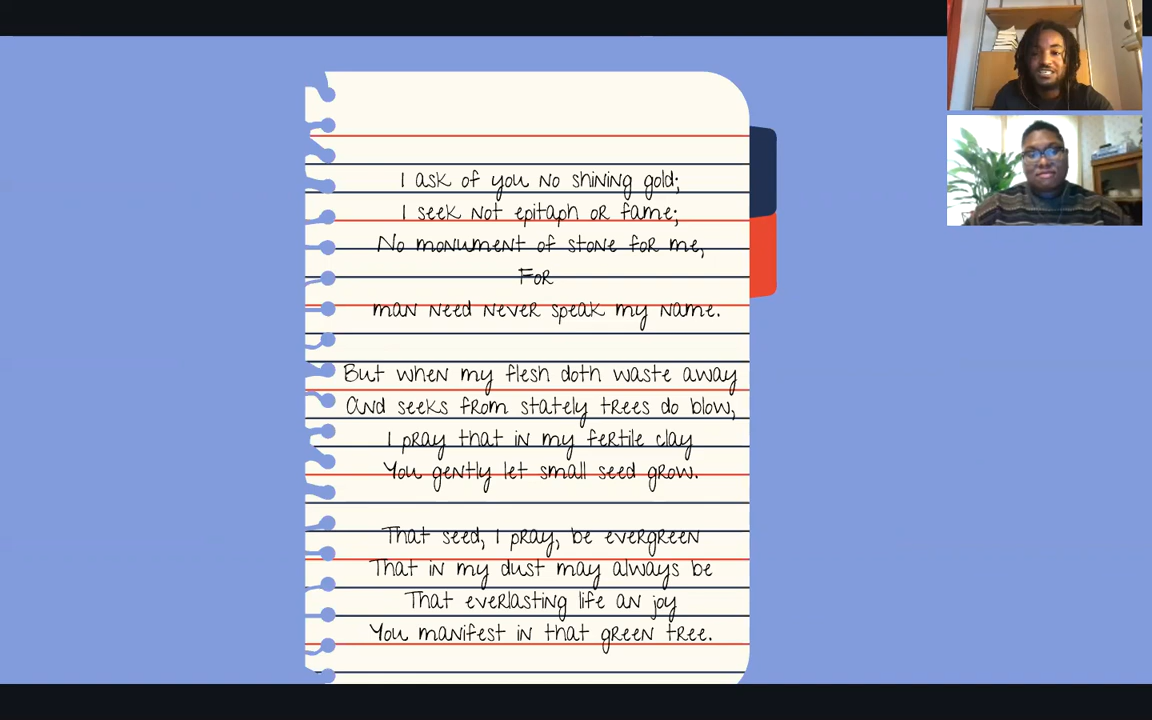 I ask of you no shining gold;
I seek not epitaph or fame;
No monument of stone for me,
For
man need never speak my name.
But when my flesh doth waste away
And seeks from stately trees do blow,
I pray that in my fertile clay
You gently let small seed grow.
That seed, I pray, be evergreen
That in my dust may always be
That everlasting life an joy
You manifest in that green tree.